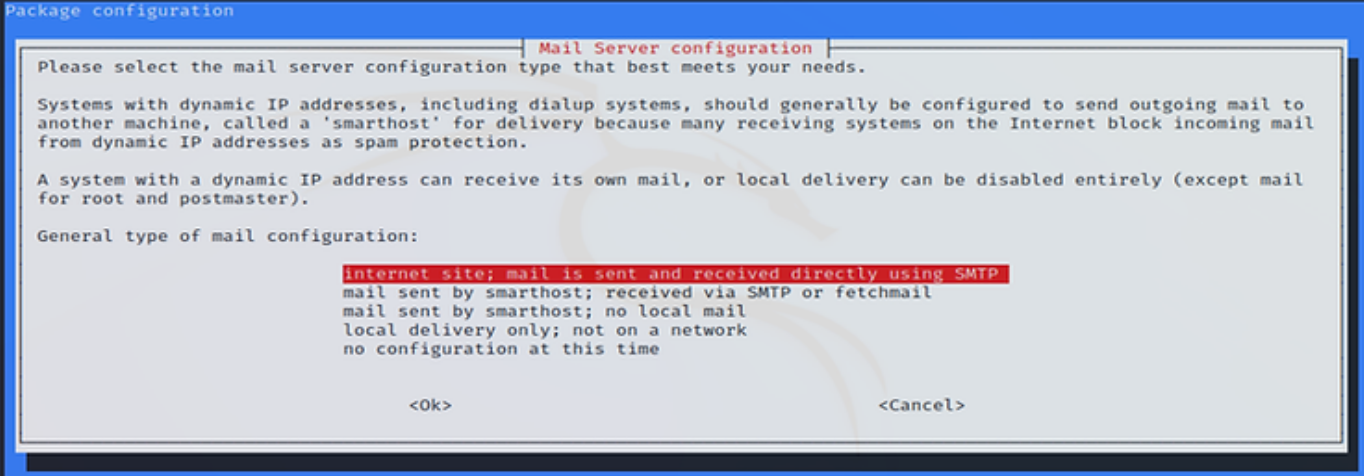 Package configuration
Mail Server configuration
Please select the mail server configuration type that best meets your needs.
Systems with dynamic IP addresses, including dialup systems, should generally be configured to send outgoing mail to
another machine, called a 'smarthost' for delivery because many receiving systems on the Internet block incoming mail
from dynamic IP addresses as spam protection.
A system with a dynamic IP address can receive its own mail, or local delivery can be disabled entirely (except mail
for root and postmaster).
General type of mail configuration:
internet site; mail is sent and received directly using SMTP
mail sent by smarthost; received via SMTP or fetchmail
mail sent by smarthost; no local mail
local delivery only; not on a network
no configuration at this time
<Ok> <Cancel>